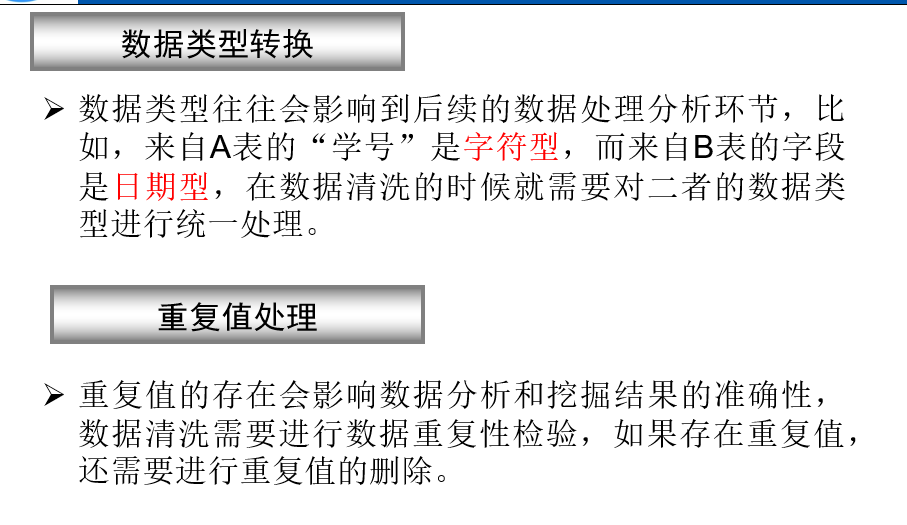 数据类型转换
➢ 数据类型往往会影响到后续的数据处理分析环节，比
如，来自A表的“学号”是字符型，而来自B表的字段
是日期型，在数据清洗的时候就需要对二者的数据类
型进行统一处理。
重复值处理
➢ 重复值的存在会影响数据分析和挖掘结果的准确性，
数据清洗需要进行数据重复性检验，如果存在重复值，
还需要进行重复值的删除。